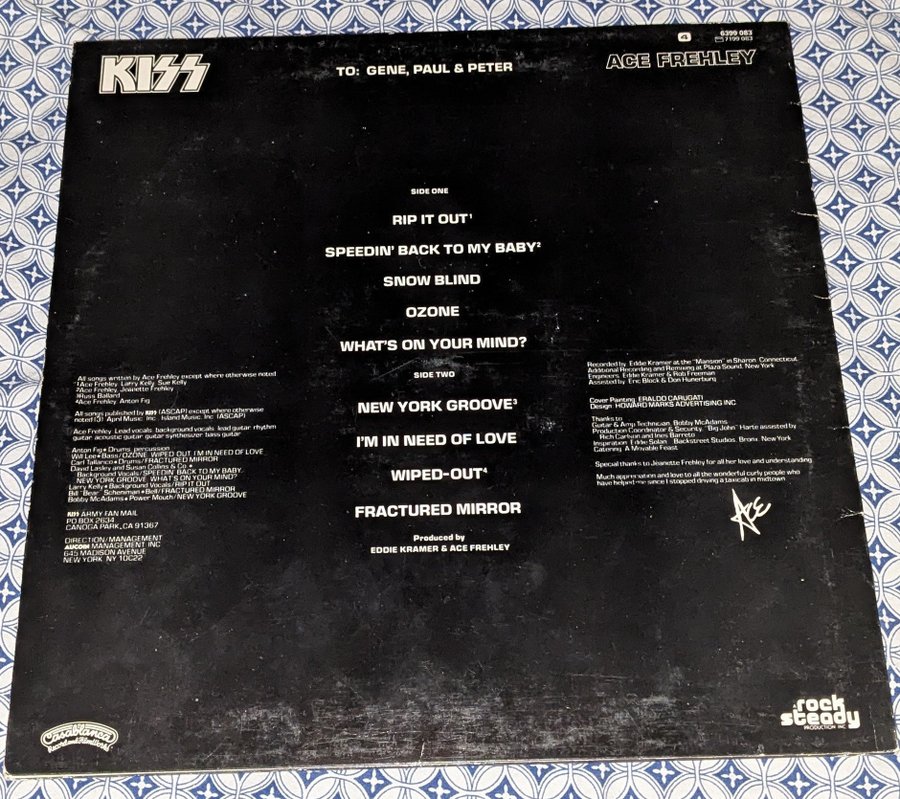 KISS
TO: GENE, PAUL & PETER
4
6399 083
7199 083
ACE FREHLEY
SIDE ONE
RIP IT OUT¹
SPEEDIN' BACK TO MY BABY²
SNOW BLIND
OZONE
WHAT'S ON YOUR MIND?
SIDE TWO
NEW YORK GROOVE³
I'M IN NEED OF LOVE
WIPED-OUT⁴
FRACTURED MIRROR
Produced by
EDDIE KRAMER & ACE FREHLEY
All songs written by Ace Frehley except where otherwise noted
¹Ace Frehley, Larry Kelly, Sue Kelly
²Ace Frehley, Jeanette Frehley
³Russ Ballard
⁴Ace Frehley, Anton Fig
All songs published by KISS (ASCAP) except where otherwise
noted (3) April Music, Inc. Island Music, Inc. (ASCAP)
Ace Frehley Lead vocals background vocals lead guitar rhythm
guitar acoustic guitar guitar synthesizer bass guitar
Anton Fig • Drums, percussion
Will Lee • Bass/OZONE, WIPED OUT, I'M IN NEED OF LOVE
Carl Tallarico • Drums/FRACTURED MIRROR
David Lasley and Susan Collins & Co •
Background Vocals/SPEEDIN' BACK TO MY BABY,
NEW YORK GROOVE, WHAT'S ON YOUR MIND?
Larry Kelly • Background Vocals/RIP IT OUT
Bill "Bear" Scheniman • Bell/FRACTURED MIRROR
Bobby McAdams • Power Mouth/NEW YORK GROOVE
KISS ARMY FAN MAIL
PO BOX 2634
CANOGA PARK, CA 91367
DIRECTION/MANAGEMENT
AUCOIN MANAGEMENT INC
645 MADISON AVENUE
NEW YORK NY 10022
Recorded by Eddie Kramer at the "Mansion" in Sharon, Connecticut
Additional Recording and Remixing at Plaza Sound, New York
Engineers Eddie Kramer & Rob Freeman
Assisted by Eric Block & Don Hunerburg
Cover Painting ERALDO CARUGATI
Design HOWARD MARKS ADVERTISING INC.
Thanks to
Guitar & Amp Technician, Bobby McAdams
Production Coordinator & Security, "Big John" Harte assisted by
Rich Carlson and Ines Barreto
Inspiration Eddie Solan Backstreet Studios, Bronx, New York
Catering A Movable Feast
Special thanks to Jeanette Frehley for all her love and understanding
Much appreciation and love to all the wonderful curly people who
have helped me since I stopped driving a taxicab in midtown
Ace
Casablanca
Record and FilmWorks
a rock
steady
PRODUCTION INC